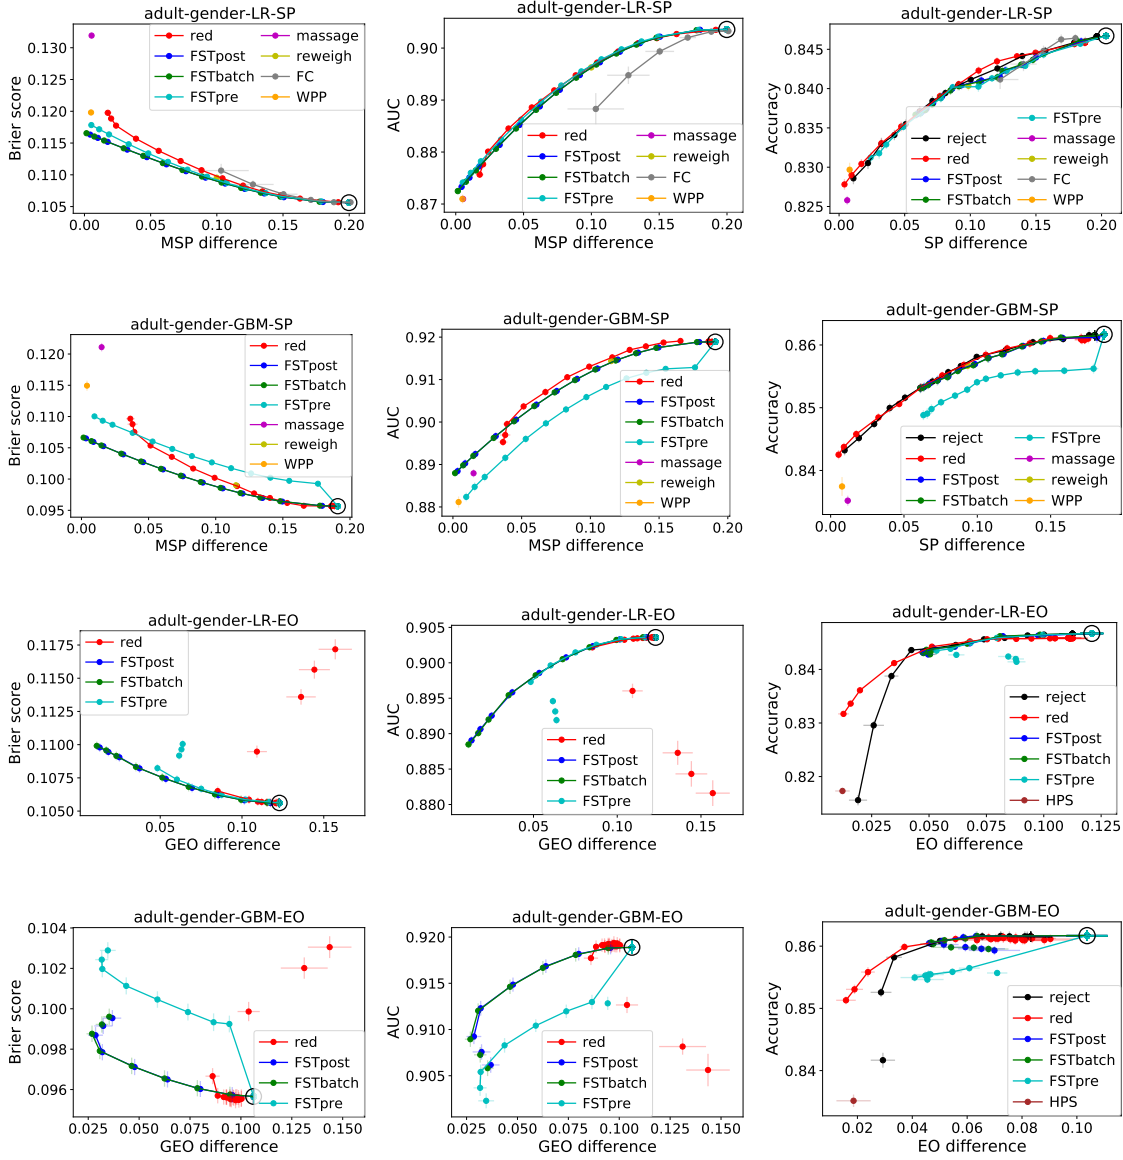 adult-gender-LR-SP
Brier score
0.130
0.125
0.120
0.115
0.110
0.105
0.00 0.05 0.10 0.15 0.20
MSP difference
red
FSTpost
FSTbatch
FSTpre
massage
reweigh
FC
WPP
adult-gender-LR-SP
AUC
0.90
0.89
0.88
0.87
0.00 0.05 0.10 0.15 0.20
MSP difference
red
FSTpost
FSTbatch
FSTpre
massage
reweigh
FC
WPP
adult-gender-LR-SP
Accuracy
0.845
0.840
0.835
0.830
0.825
0.00 0.05 0.10 0.15 0.20
SP difference
reject
red
FSTpost
FSTbatch
FSTpre
massage
reweigh
FC
WPP
adult-gender-GBM-SP
Brier score
0.120
0.115
0.110
0.105
0.100
0.095
0.00 0.05 0.10 0.15 0.20
MSP difference
red
FSTpost
FSTbatch
FSTpre
massage
reweigh
WPP
adult-gender-GBM-SP
AUC
0.92
0.91
0.90
0.89
0.88
0.00 0.05 0.10 0.15 0.20
MSP difference
red
FSTpost
FSTbatch
FSTpre
massage
reweigh
WPP
adult-gender-GBM-SP
Accuracy
0.86
0.85
0.84
0.00 0.05 0.10 0.15
SP difference
reject
red
FSTpost
FSTbatch
FSTpre
massage
reweigh
WPP
adult-gender-LR-EO
Brier score
0.1175
0.1150
0.1125
0.1100
0.1075
0.1050
0.05 0.10 0.15
GEO difference
red
FSTpost
FSTbatch
FSTpre
adult-gender-LR-EO
AUC
0.905
0.900
0.895
0.890
0.885
0.880
0.05 0.10 0.15
GEO difference
red
FSTpost
FSTbatch
FSTpre
adult-gender-LR-EO
Accuracy
0.84
0.83
0.82
0.025 0.050 0.075 0.100 0.125
EO difference
reject
red
FSTpost
FSTbatch
FSTpre
HPS
adult-gender-GBM-EO
Brier score
0.104
0.102
0.100
0.098
0.096
0.025 0.050 0.075 0.100 0.125 0.150
GEO difference
red
FSTpost
FSTbatch
FSTpre
adult-gender-GBM-EO
AUC
0.920
0.915
0.910
0.905
0.025 0.050 0.075 0.100 0.125 0.150
GEO difference
red
FSTpost
FSTbatch
FSTpre
adult-gender-GBM-EO
Accuracy
0.86
0.85
0.84
0.02 0.04 0.06 0.08 0.10
EO difference
reject
red
FSTpost
FSTbatch
FSTpre
HPS